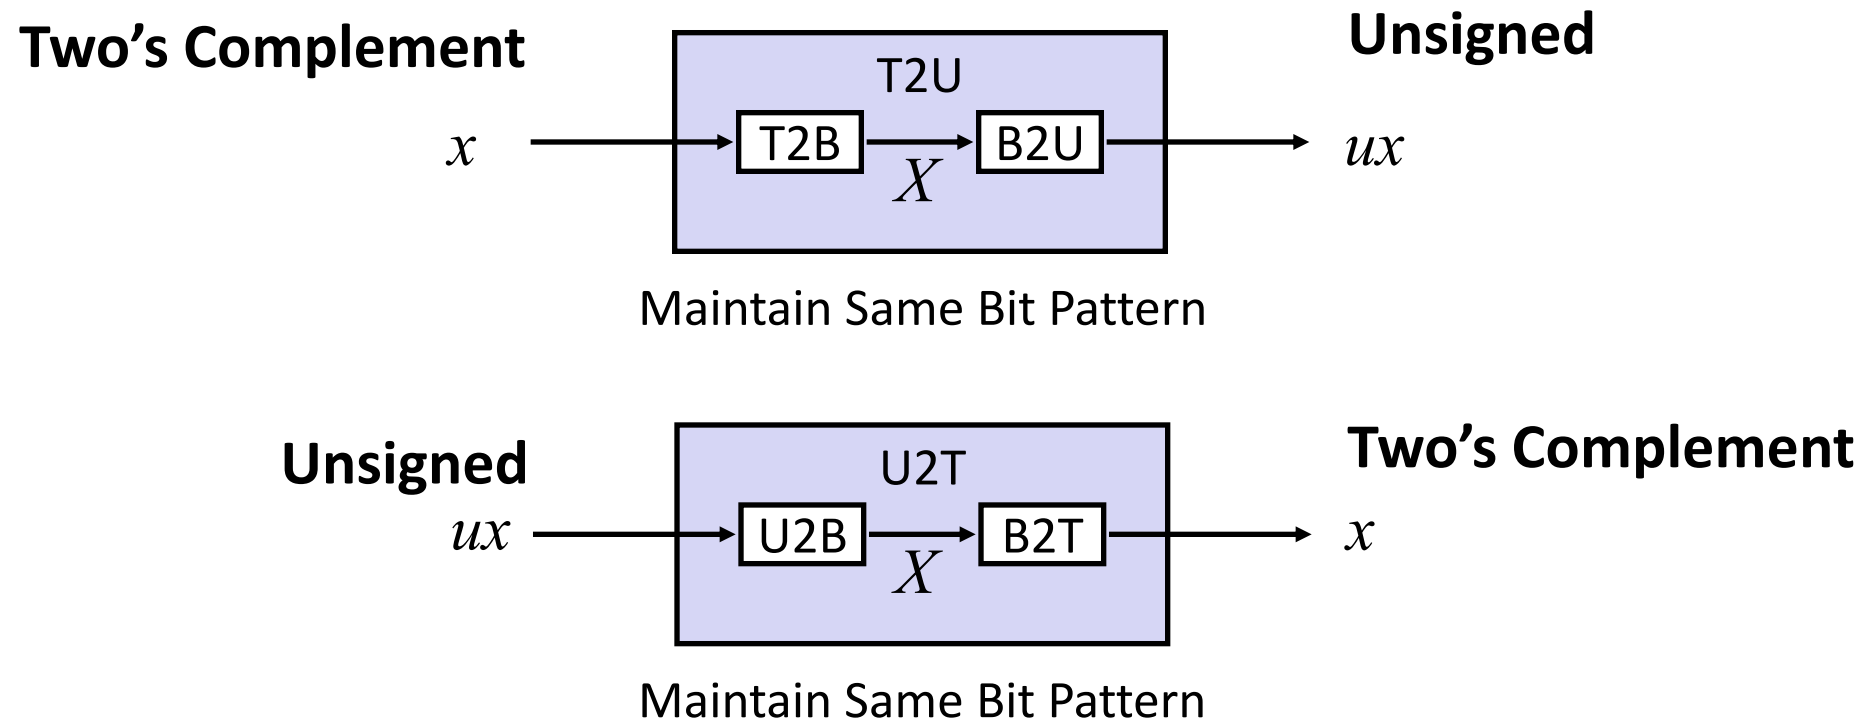 Two’s Complement
Unsigned
T2U
x
T2B
B2U
ux
X
Maintain Same Bit Pattern
Unsigned
Two’s Complement
U2T
ux
U2B
B2T
x
X
Maintain Same Bit Pattern